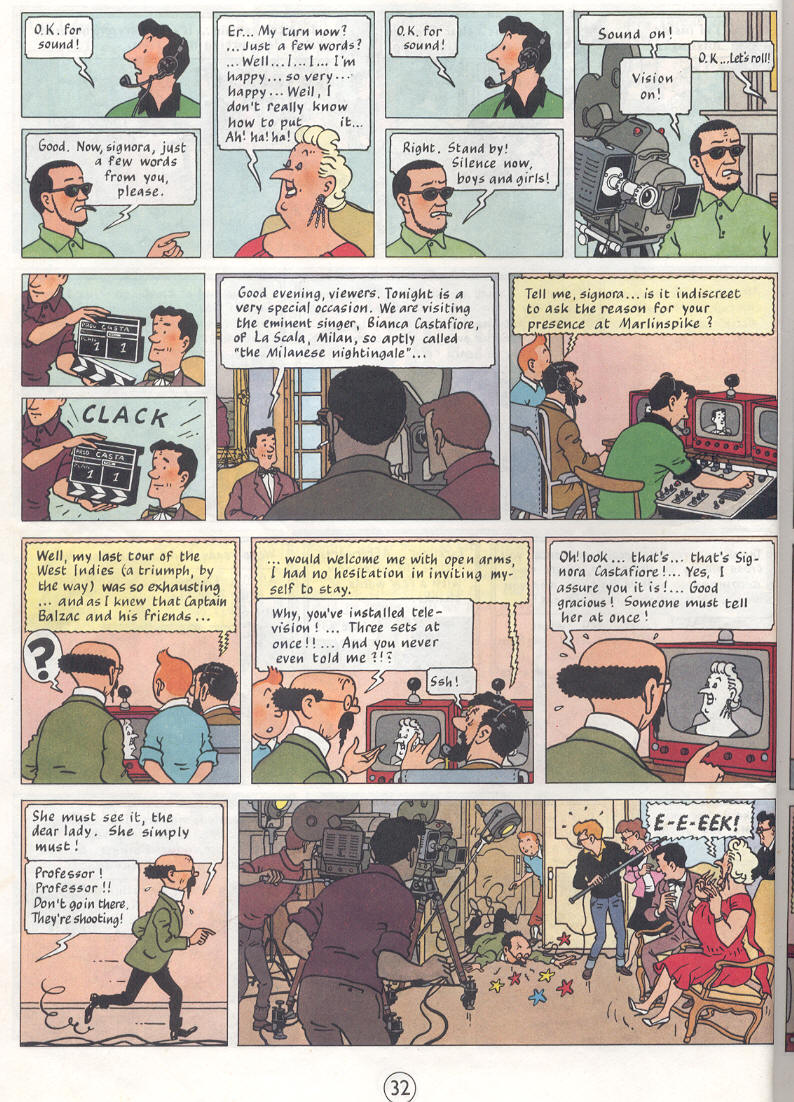 O.K. for
sound!
Good. Now, signora, just
a few words
from you,
please.
Er... My turn now?
...Just a few words?
...Well...I...I... I'm
happy... so very...
happy... Well, I
don't really know
how to put it...
Ah! ha! ha!
O.K. for
sound!
Right. Stand by!
Silence now,
boys and girls!
Sound on!
O.K...Let's roll!
Vision
on!
CASTA
1
1
CLACK
CASTA
1
1
Good evening, viewers. Tonight is a
very special occasion. We are visiting
the eminent singer, Bianca Castafiore,
of La Scala, Milan, so aptly called
"the Milanese nightingale"...
Tell me, signora... is it indiscreet
to ask the reason for your
presence at Marlinspike?
Well, my last tour of the
West Indies (a triumph, by
the way) was so exhausting
... and as I knew that Captain
Balzac and his friends ...
?
... would welcome me with open arms,
I had no hesitation in inviting my-
self to stay.
Why, you've installed tele-
vision! ... Three sets at
once!! ... And you never
even told me?!?
Ssh!
Oh! look ... that's... that's Sig-
nora Castafiore!... Yes, I
assure you it is!... Good
gracious! Someone must tell
her at once!
She must see it, the
dear lady. She simply
must!
Professor!
Professor!!
Don't go in there.
They're shooting!
E-E-EEK!
32